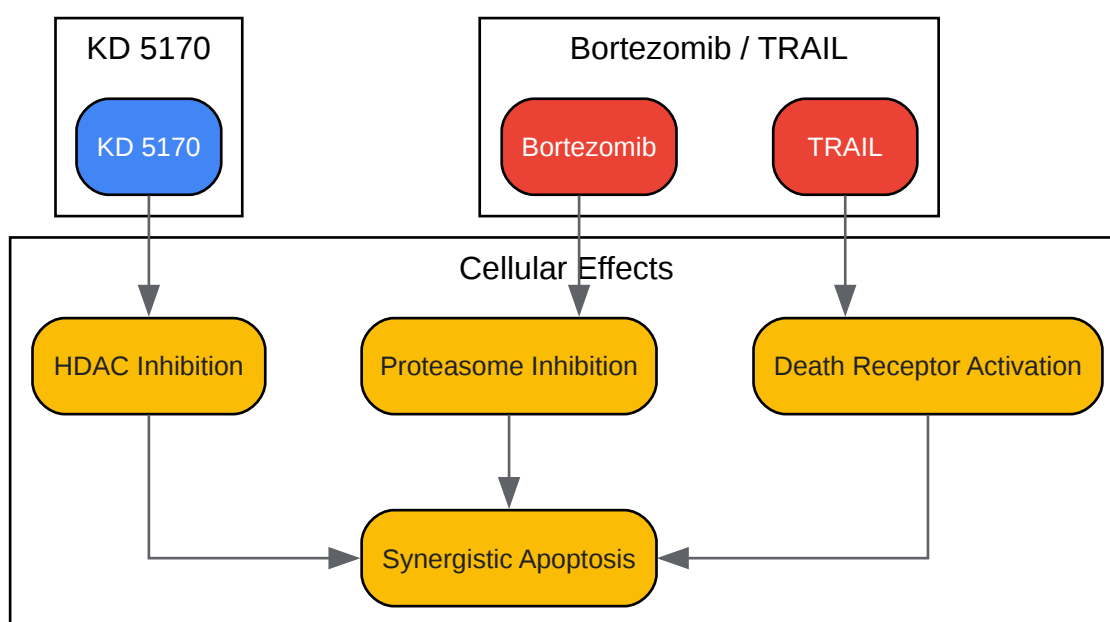 KD 5170
Bortezomib / TRAIL
KD 5170
Bortezomib
TRAIL
Cellular Effects
HDAC Inhibition
Proteasome Inhibition
Death Receptor Activation
Synergistic Apoptosis